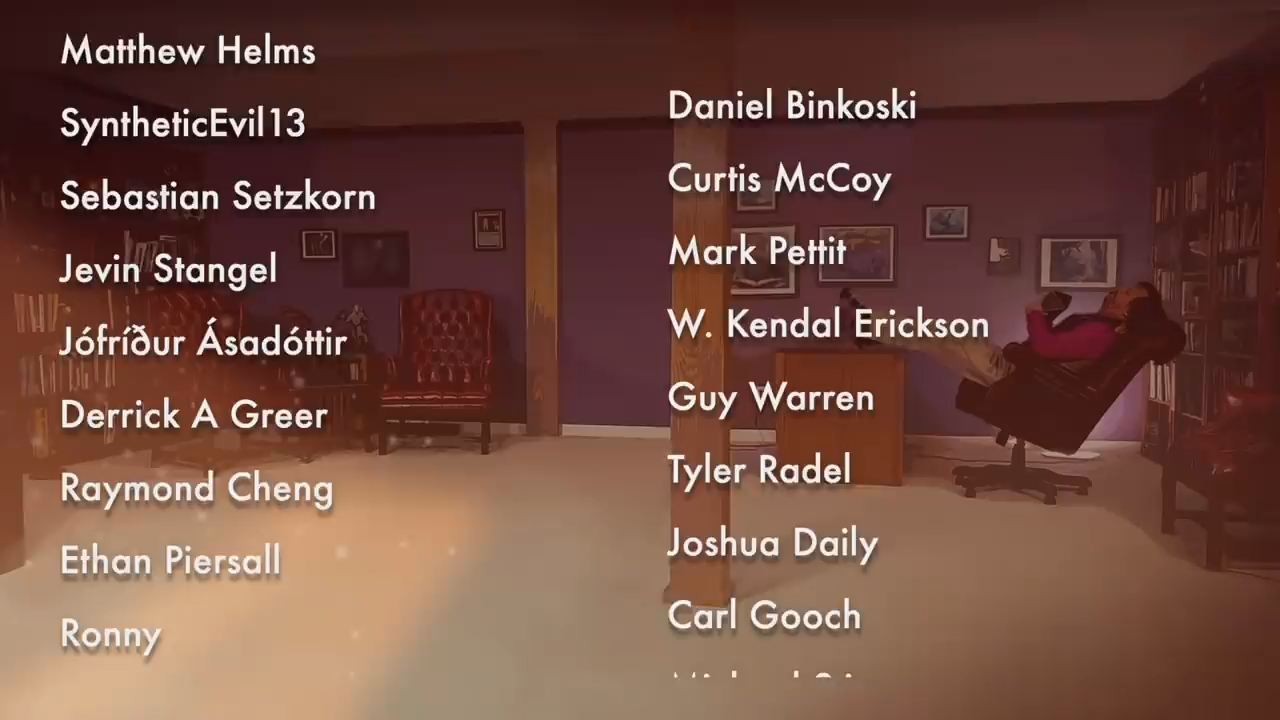 Matthew Helms
SyntheticEvil13
Sebastian Setzkorn
Jevin Stangel
Jófríður Ásadóttir
Derrick A Greer
Raymond Cheng
Ethan Piersall
Ronny
Daniel Binkoski
Curtis McCoy
Mark Pettit
W. Kendal Erickson
Guy Warren
Tyler Radel
Joshua Daily
Carl Gooch